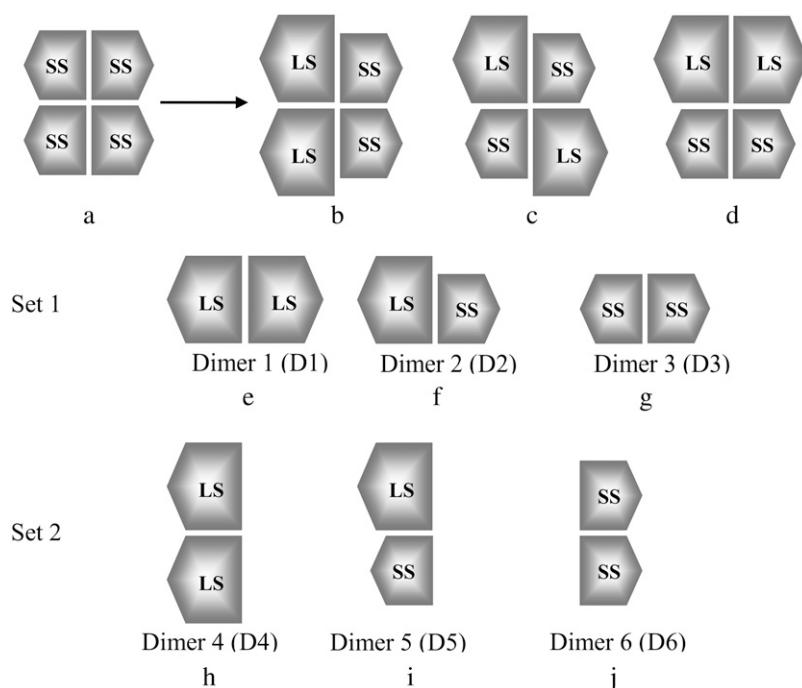 SS SS LS SS LS SS LS LS
SS SS LS SS SS LS SS SS
a b c d
Set 1
LS LS LS SS SS SS
Dimer 1 (D1) Dimer 2 (D2) Dimer 3 (D3)
e f g
Set 2
LS LS SS
LS SS SS
Dimer 4 (D4) Dimer 5 (D5) Dimer 6 (D6)
h i j